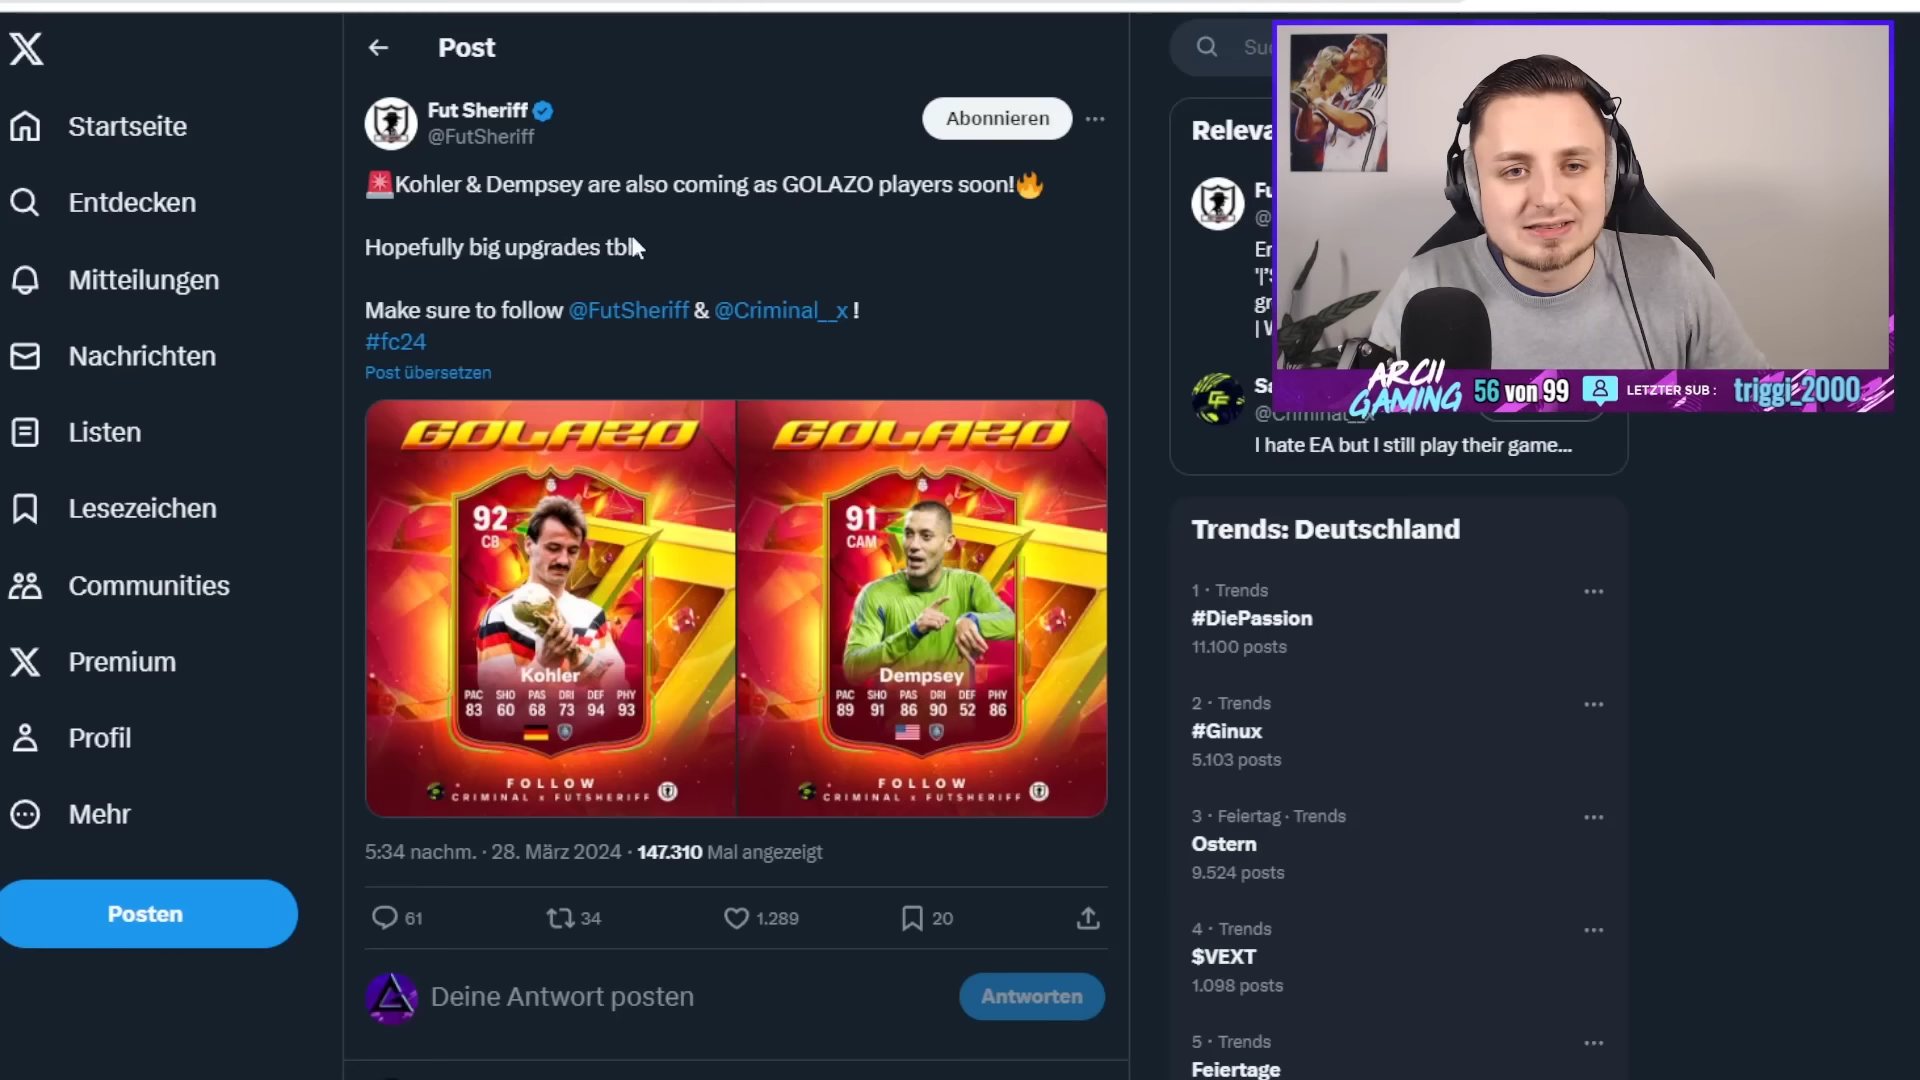 Startseite
Entdecken
Mitteilungen
Nachrichten
Listen
Lesezeichen
Communities
Premium
Profil
Mehr
Posten
Post
Fut Sheriff
@FutSheriff
Abonnieren
🚨Kohler & Dempsey are also coming as GOLAZO players soon!🔥
Hopefully big upgrades tbh
Make sure to follow @FutSheriff & @Criminal__x !
#fc24
Post übersetzen
GOLAZO
92
CB
Kohler
PAC SHO PAS DRI DEF PHY
83 60 68 73 94 93
FOLLOW
CRIMINAL x FUTSHERIFF
GOLAZO
91
CAM
Dempsey
PAC SHO PAS DRI DEF PHY
89 91 86 90 52 86
FOLLOW
CRIMINAL x FUTSHERIFF
5:34 nachm. · 28. März 2024 · 147.310 Mal angezeigt
61 34 1.289 20
Deine Antwort posten
Antworten
ARCII
GAMING
56 von 99
LETZTER SUB :
triggi_2000
I hate EA but I still play their game...
Trends: Deutschland
1 · Trends
#DiePassion
11.100 posts
2 · Trends
#Ginux
5.103 posts
3 · Feiertag · Trends
Ostern
9.524 posts
4 · Trends
$VEXT
1.098 posts
5 · Trends
Feiertage